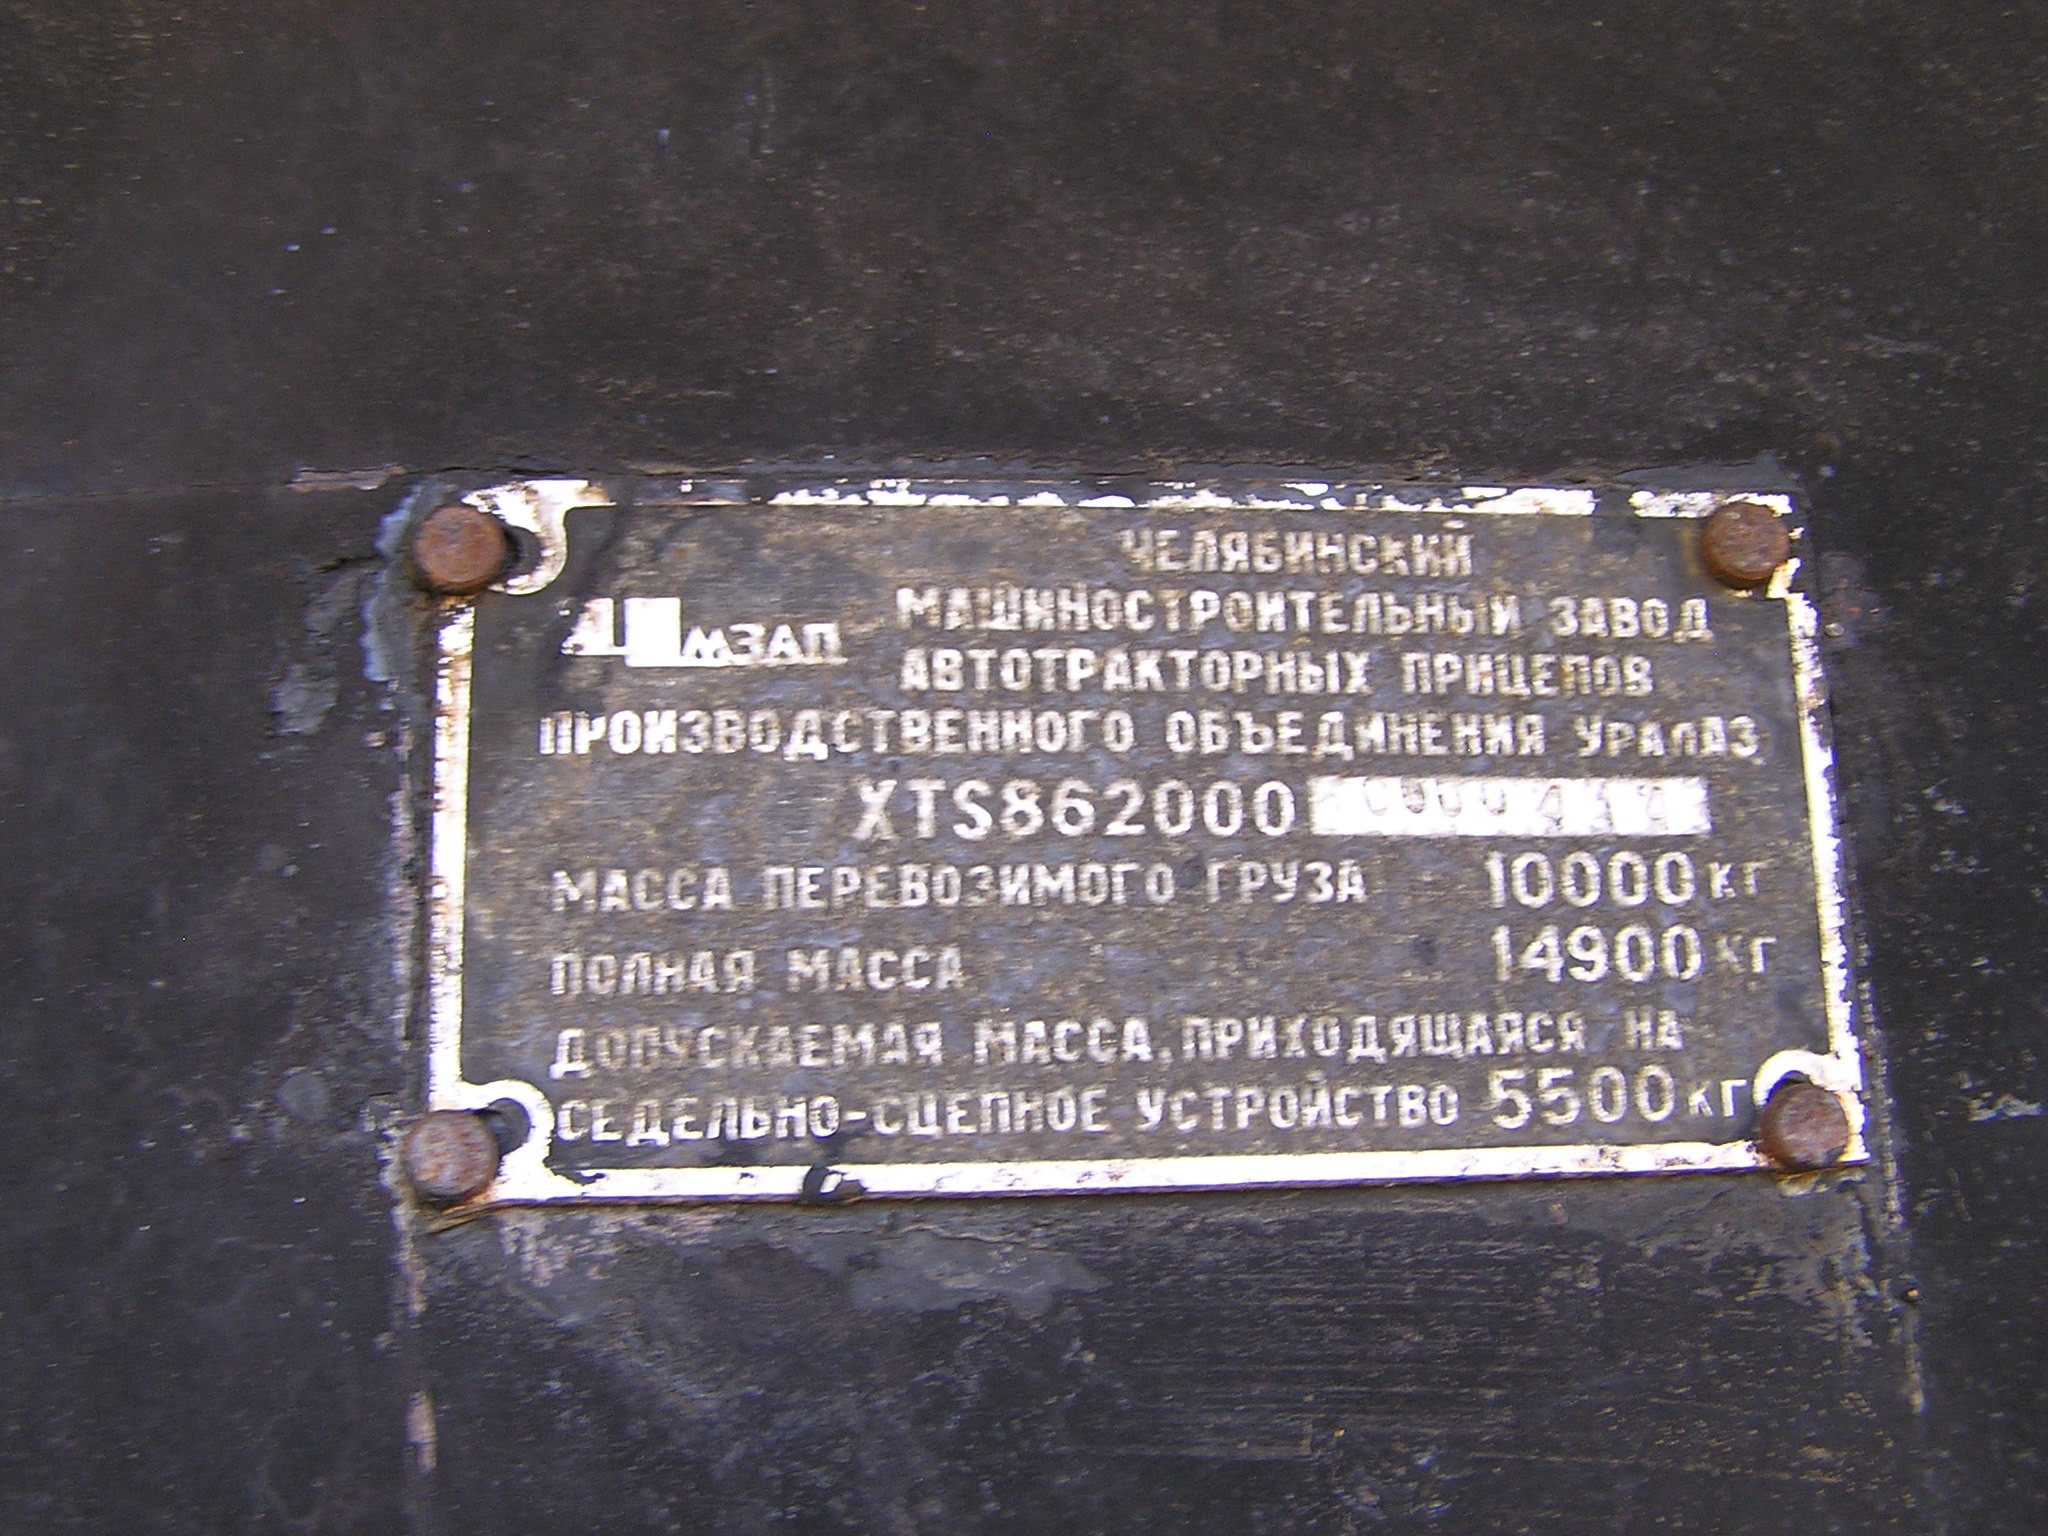 ЧЕЛЯБИНСКИЙ
МАШИНОСТРОИТЕЛЬНЫЙ ЗАВОД
МЗАП
АВТОТРАКТОРНЫХ ПРИЦЕПОВ
ПРОИЗВОДСТВЕННОГО ОБЪЕДИНЕНИЯ УРАЛАЗ
XTS862000
МАССА ПЕРЕВОЗИМОГО ГРУЗА 10000 КГ
ПОЛНАЯ МАССА 14900 КГ
ДОПУСКАЕМАЯ МАССА, ПРИХОДЯЩАЯСЯ НА
СЕДЕЛЬНО-СЦЕПНОЕ УСТРОЙСТВО 5500 КГ